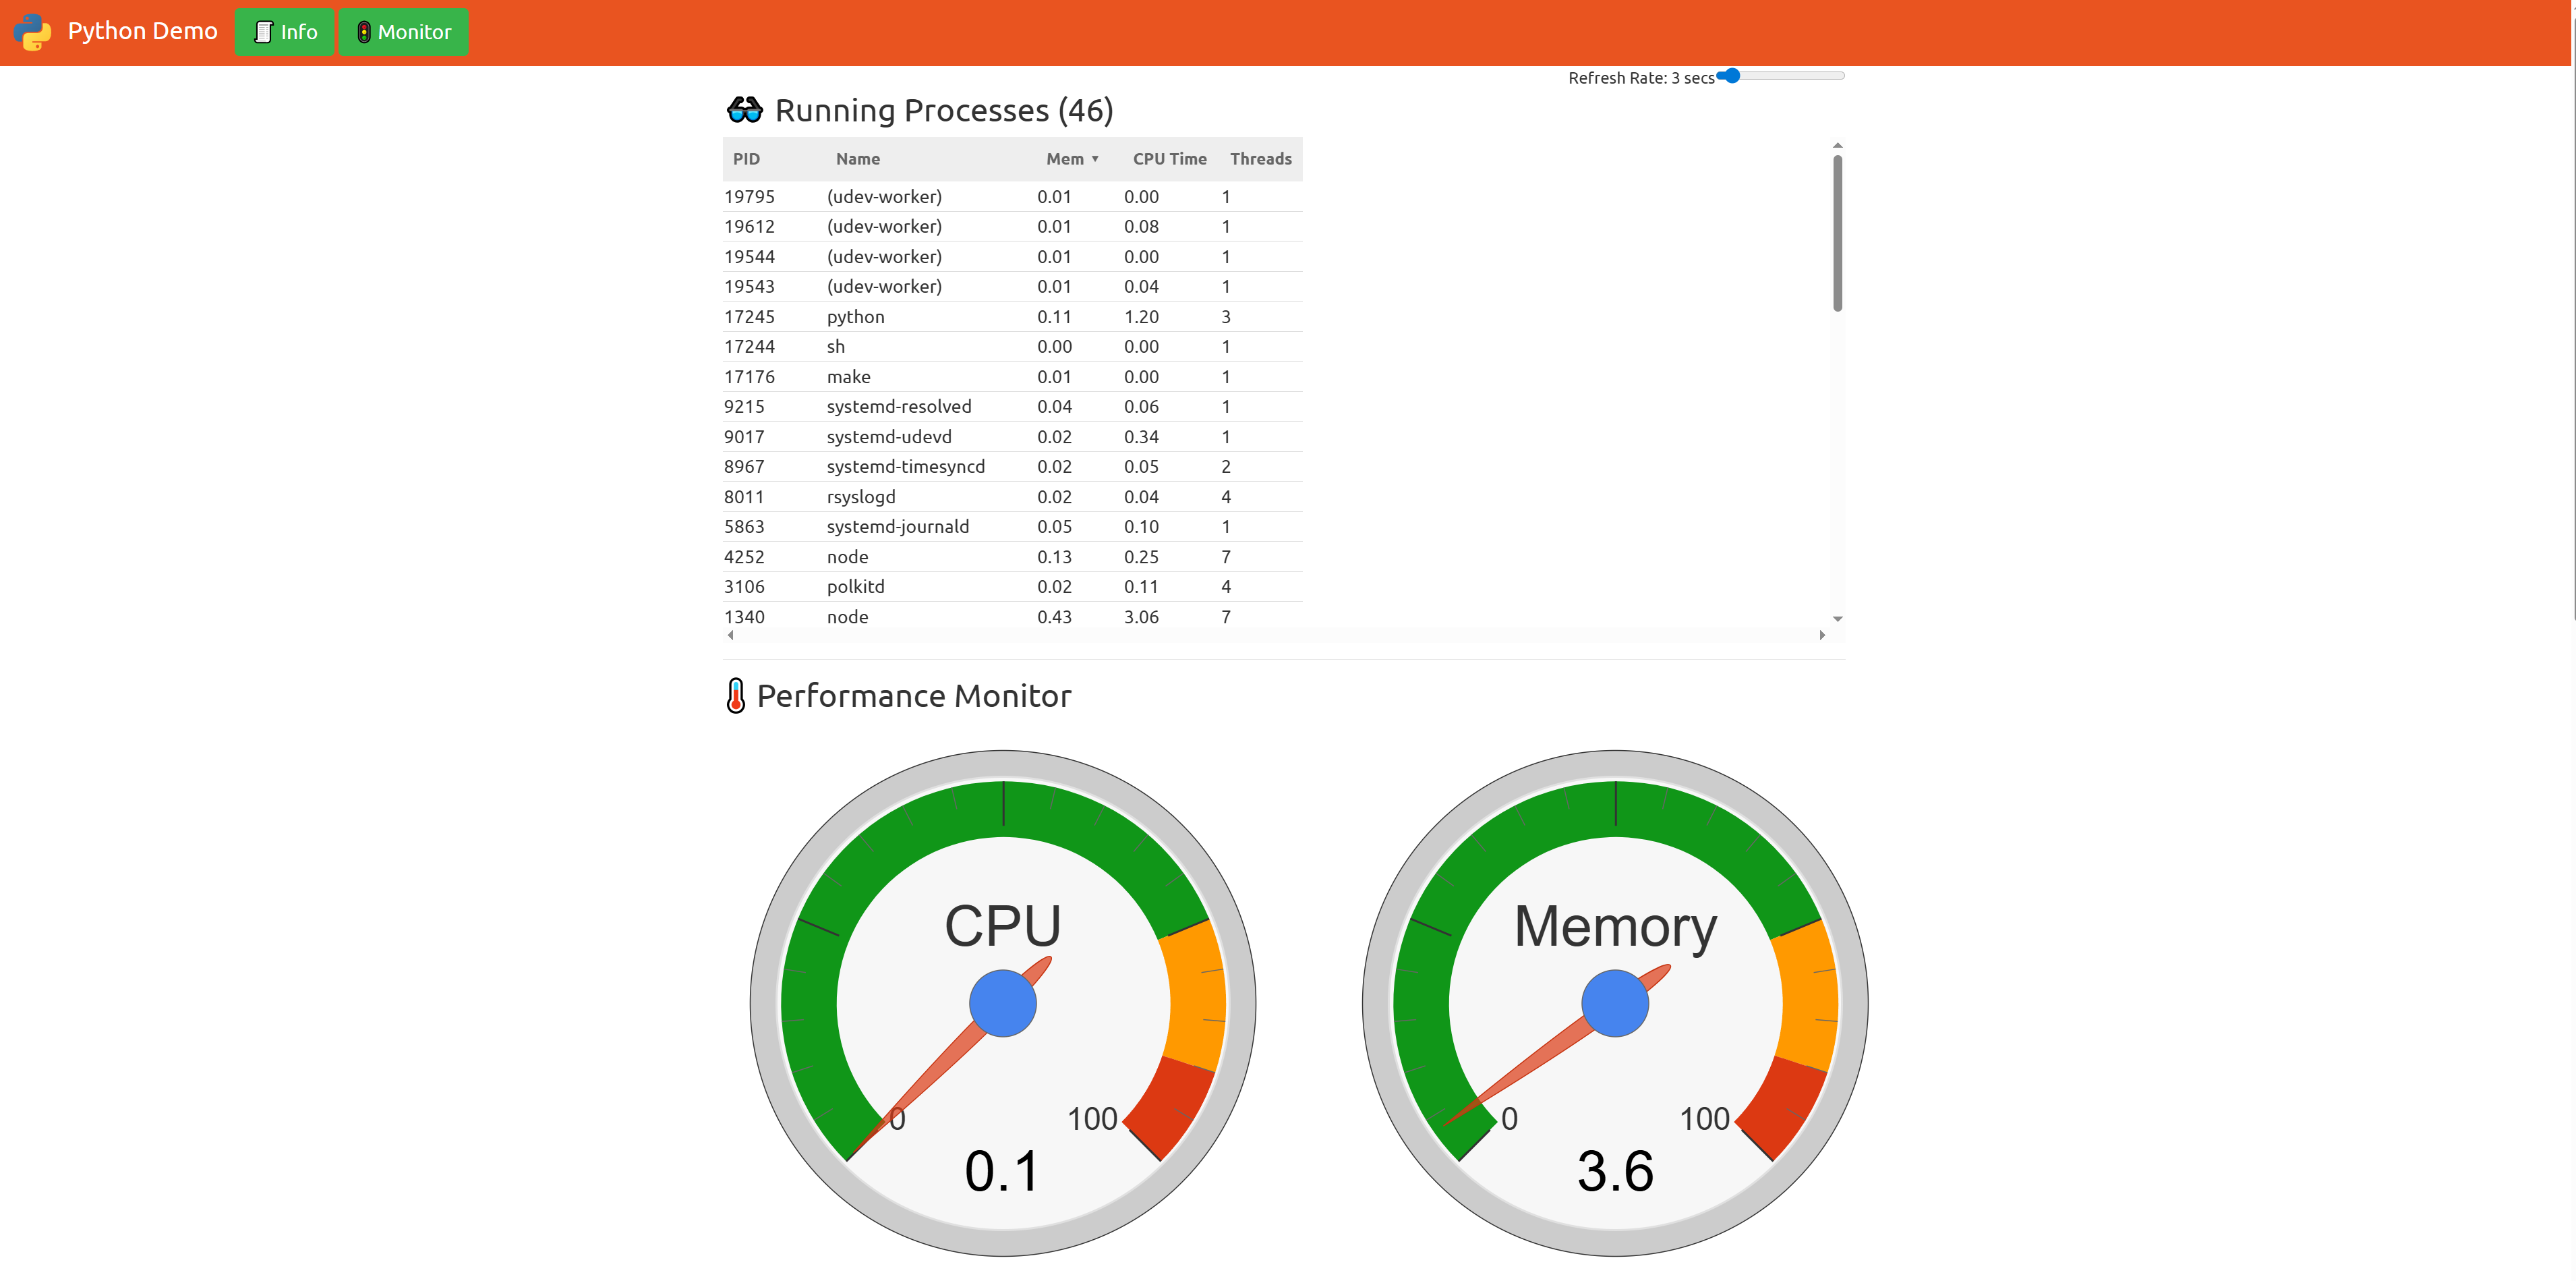 Python Demo Info Monitor
Refresh Rate: 3 secs
Running Processes (46)
PID Name Mem ▼ CPU Time Threads
19795 (udev-worker) 0.01 0.00 1
19612 (udev-worker) 0.01 0.08 1
19544 (udev-worker) 0.01 0.00 1
19543 (udev-worker) 0.01 0.04 1
17245 python 0.11 1.20 3
17244 sh 0.00 0.00 1
17176 make 0.01 0.00 1
9215 systemd-resolved 0.04 0.06 1
9017 systemd-udevd 0.02 0.34 1
8967 systemd-timesyncd 0.02 0.05 2
8011 rsyslogd 0.02 0.04 4
5863 systemd-journald 0.05 0.10 1
4252 node 0.13 0.25 7
3106 polkitd 0.02 0.11 4
1340 node 0.43 3.06 7
Performance Monitor
CPU
0 100
0.1
Memory
0 100
3.6